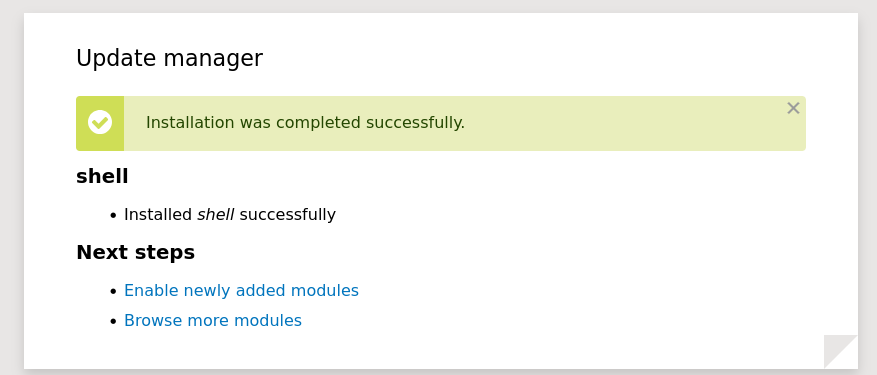 Update manager
Installation was completed successfully.
shell
Installed shell successfully
Next steps
Enable newly added modules
Browse more modules